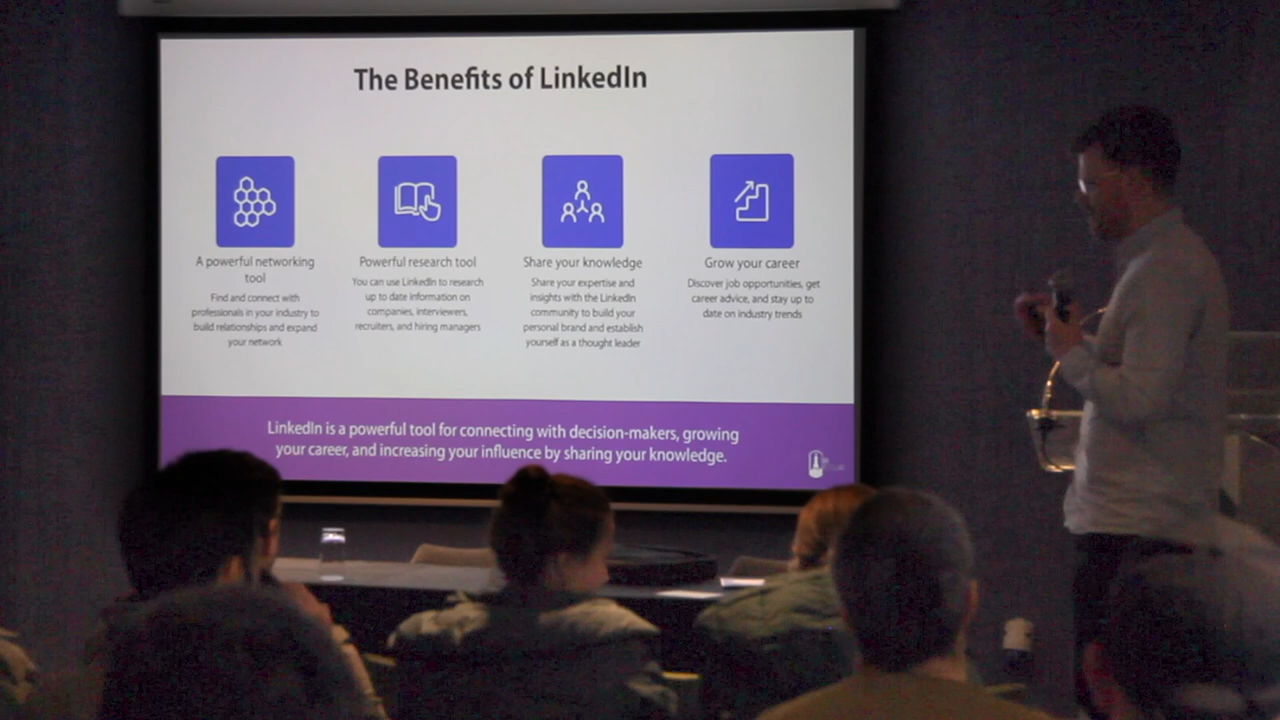 The Benefits of LinkedIn
A powerful networking
tool
Find and connect with
professionals in your industry to
build relationships and expand
your network
Powerful research tool
You can use LinkedIn to research
up to date information on
companies, interviewers,
recruiters, and hiring managers
Share your knowledge
Share your expertise and
insights with the LinkedIn
community to build your
personal brand and establish
yourself as a thought leader
Grow your career
Discover job opportunities, get
career advice, and stay up to
date on industry trends
LinkedIn is a powerful tool for connecting with decision-makers, growing
your career, and increasing your influence by sharing your knowledge.